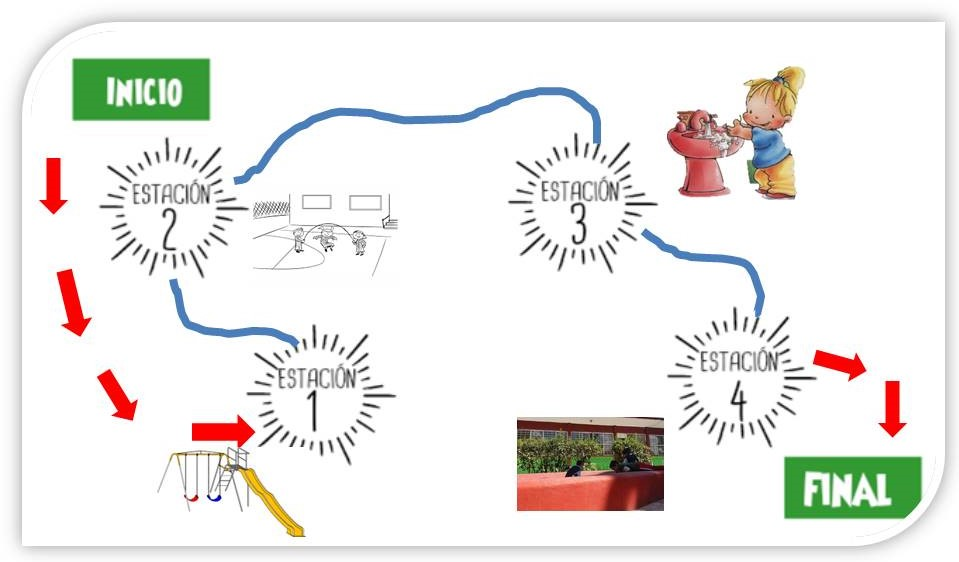 INICIO
ESTACIÓN
2
ESTACIÓN
3
ESTACIÓN
1
ESTACIÓN
4
FINAL